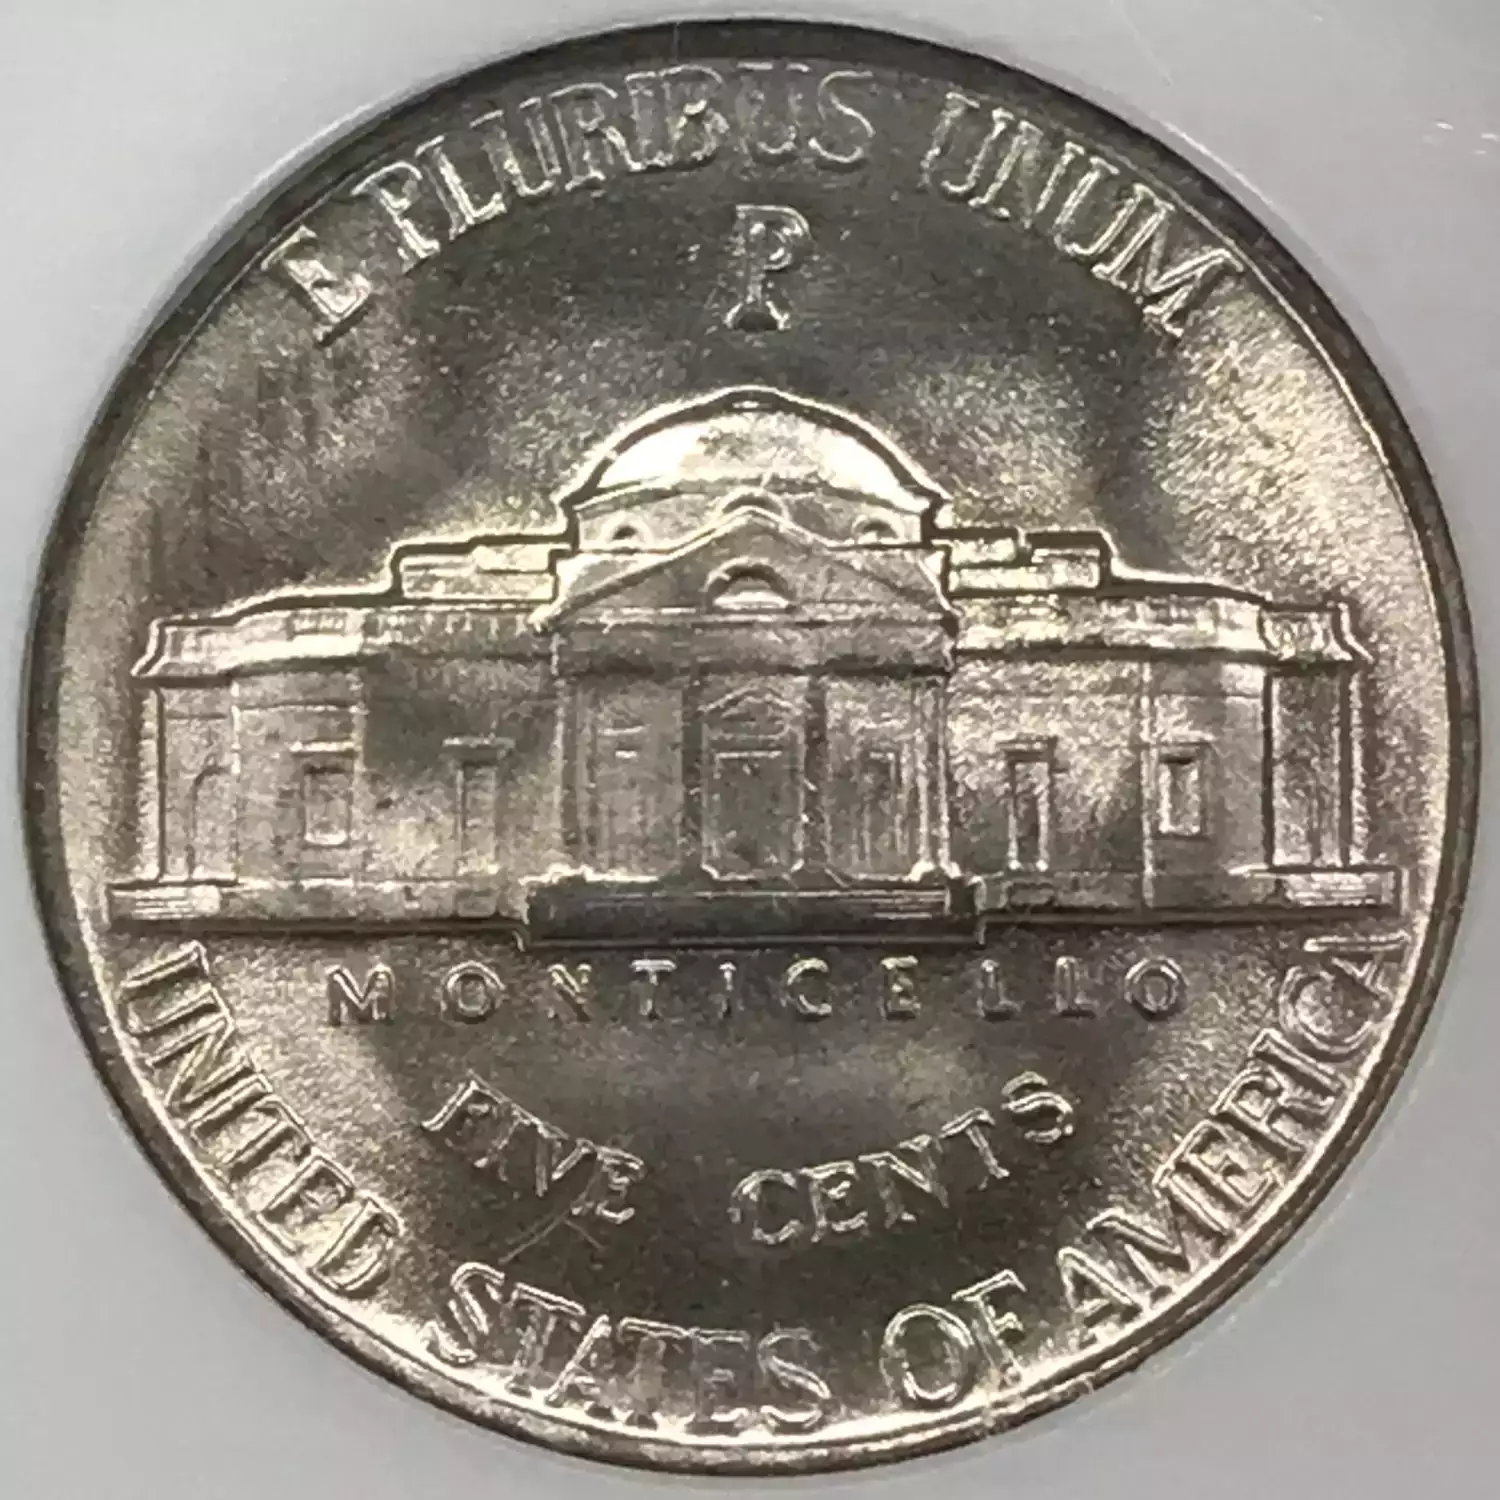 E PLURIBUS UNUM
P
MONTICELLO
FIVE CENTS
UNITED STATES OF AMERICA